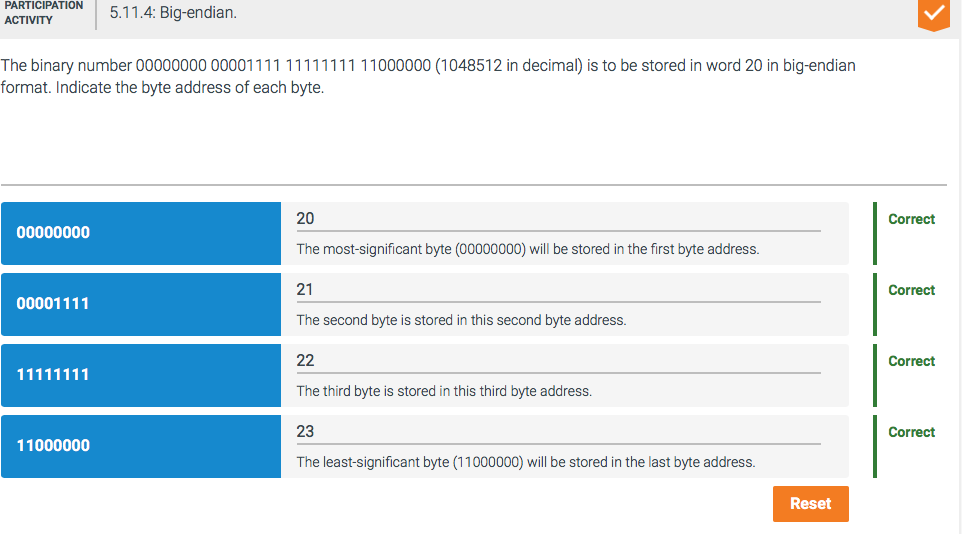 PARTICIPATION
ACTIVITY
5.11.4: Big-endian.
The binary number 00000000 00001111 11111111 11000000 (1048512 in decimal) is to be stored in word 20 in big-endian
format. Indicate the byte address of each byte.
00000000
20
The most-significant byte (00000000) will be stored in the first byte address.
Correct
00001111
21
The second byte is stored in this second byte address.
Correct
11111111
22
The third byte is stored in this third byte address.
Correct
11000000
23
The least-significant byte (11000000) will be stored in the last byte address.
Correct
Reset